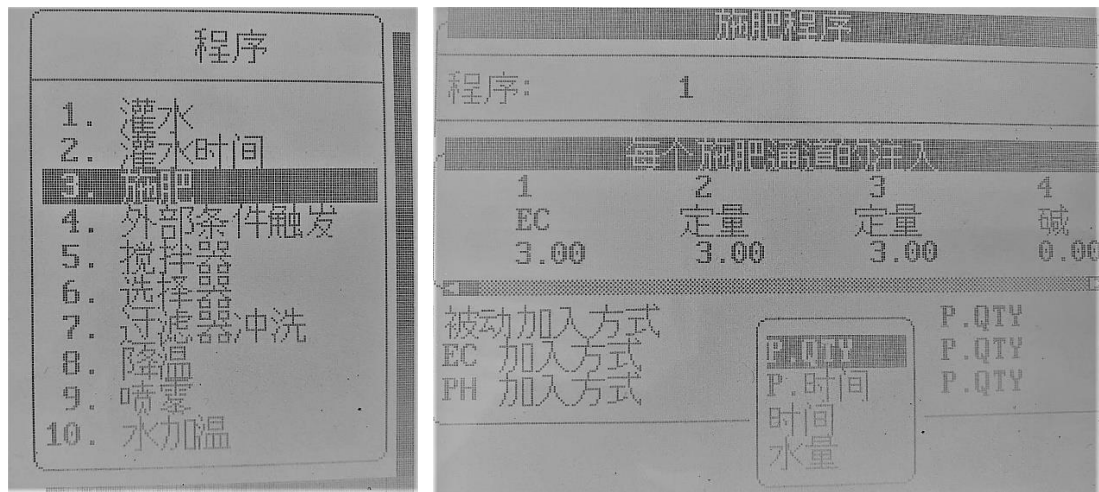 程序
1. 灌水
2. 灌水时间
3. 施肥
4. 外部条件触发
5. 搅拌器
6. 选择器
7. 过滤器冲洗
8. 降温
9. 喷雾
10. 水加温
施肥程序
程序: 1
每个施肥通道的注入
1 2 3 4
EC 定量 定量 碱
3.00 3.00 3.00 0.00
被动加入方式 P.QTY
EC 加入方式 P.QTY
PH 加入方式 P.QTY
P.QTY
P.时间
时间
水量